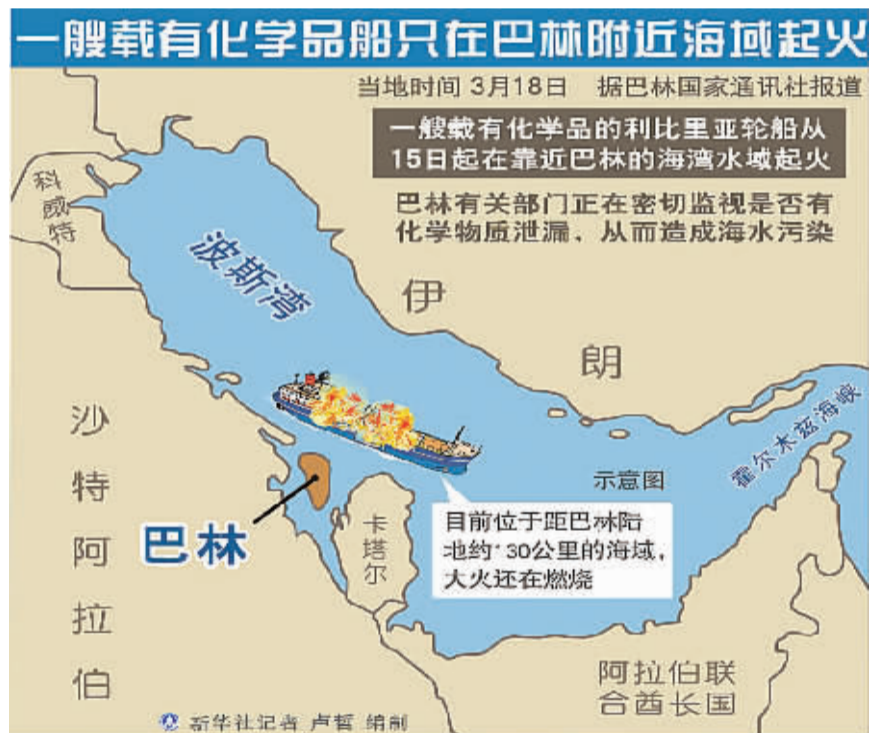 一艘载有化学品船只在巴林附近海域起火
当地时间 3月18日 据巴林国家通讯社报道
一艘载有化学品的利比里亚轮船从
15日起在靠近巴林的海湾水域起火
巴林有关部门正在密切监视是否有
化学物质泄漏，从而造成海水污染
科威特
波斯湾
伊朗
霍尔木兹海峡
沙特阿拉伯
示意图
巴林
卡塔尔
目前位于距巴林陆
地约130公里的海域，
大火还在燃烧
阿拉伯联
合酋长国
新华社记者 卢哲 编制